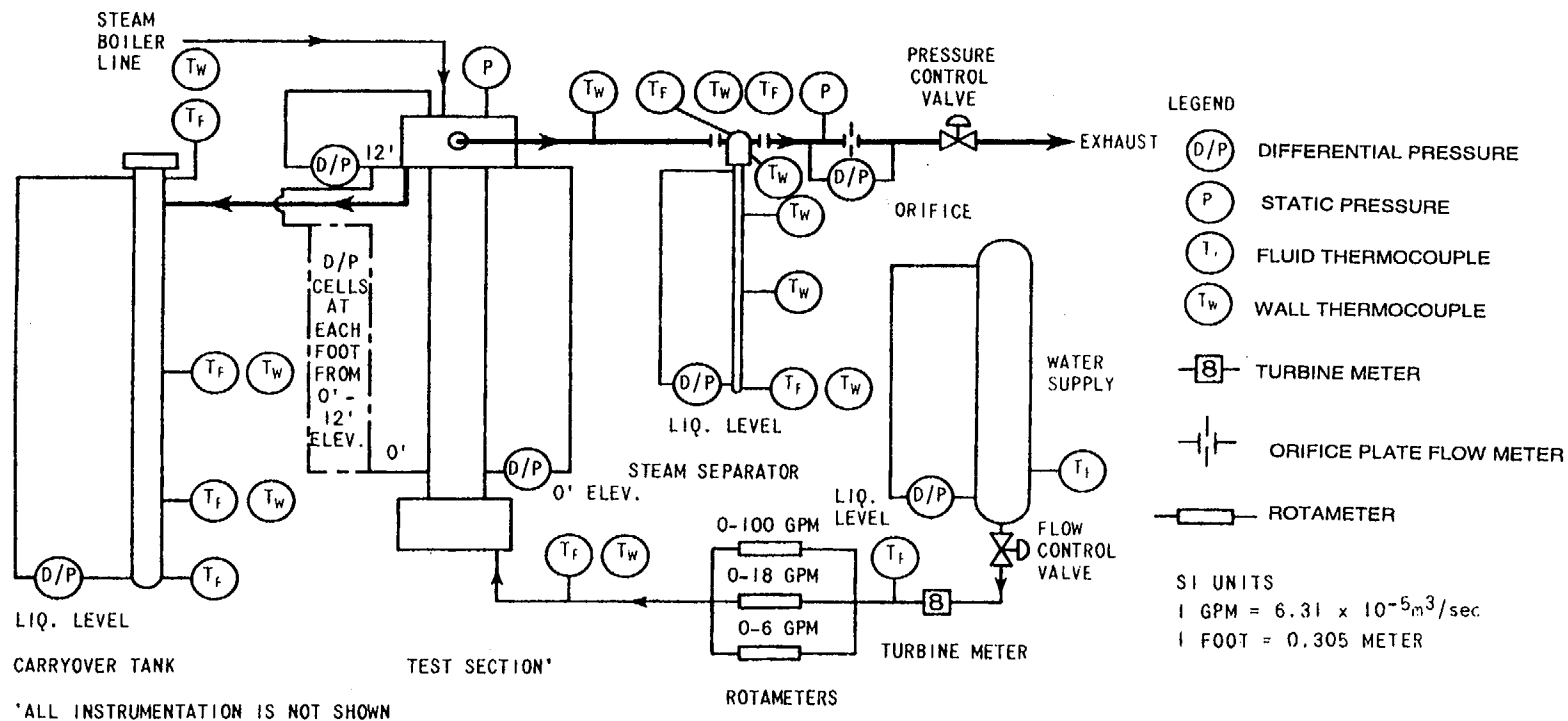 STEAM
BOILER
LINE
TW
TF
P
TW
TF
TW
TF
P
PRESSURE
CONTROL
VALVE
EXHAUST
D/P
12'
TW
D/P
ORIFICE
TW
TW
D/P
CELLS
AT
EACH
FOOT
FROM
0' -
12'
ELEV.
0'
TF
TW
D/P
TF
TW
LIQ. LEVEL
D/P
0' ELEV.
STEAM SEPARATOR
TF
TW
WATER
SUPPLY
D/P
T1
LIQ.
LEVEL
FLOW
CONTROL
VALVE
D/P
TF
LIQ. LEVEL
CARRYOVER TANK
TEST SECTION'
TF
TW
0-100 GPM
0-18 GPM
0-6 GPM
ROTAMETERS
TF
8
TURBINE METER
'ALL INSTRUMENTATION IS NOT SHOWN
LEGEND
D/P DIFFERENTIAL PRESSURE
P STATIC PRESSURE
T, FLUID THERMOCOUPLE
TW WALL THERMOCOUPLE
8 TURBINE METER
ORIFICE PLATE FLOW METER
ROTAMETER
SI UNITS
1 GPM = 6.31 x 10-5m3/sec
1 FOOT = 0.305 METER